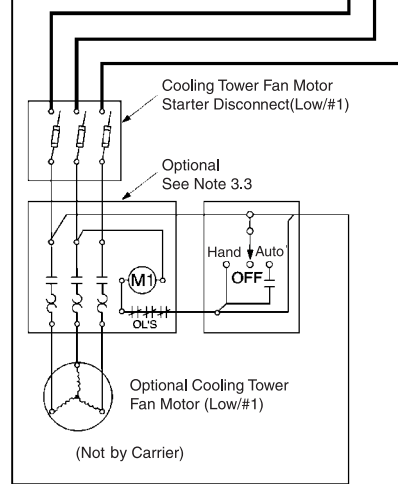 Cooling Tower Fan Motor
Starter Disconnect(Low/#1)
Optional
See Note 3.3
Hand Auto
OFF
M1
OL'S
Optional Cooling Tower
Fan Motor (Low/#1)
(Not by Carrier)